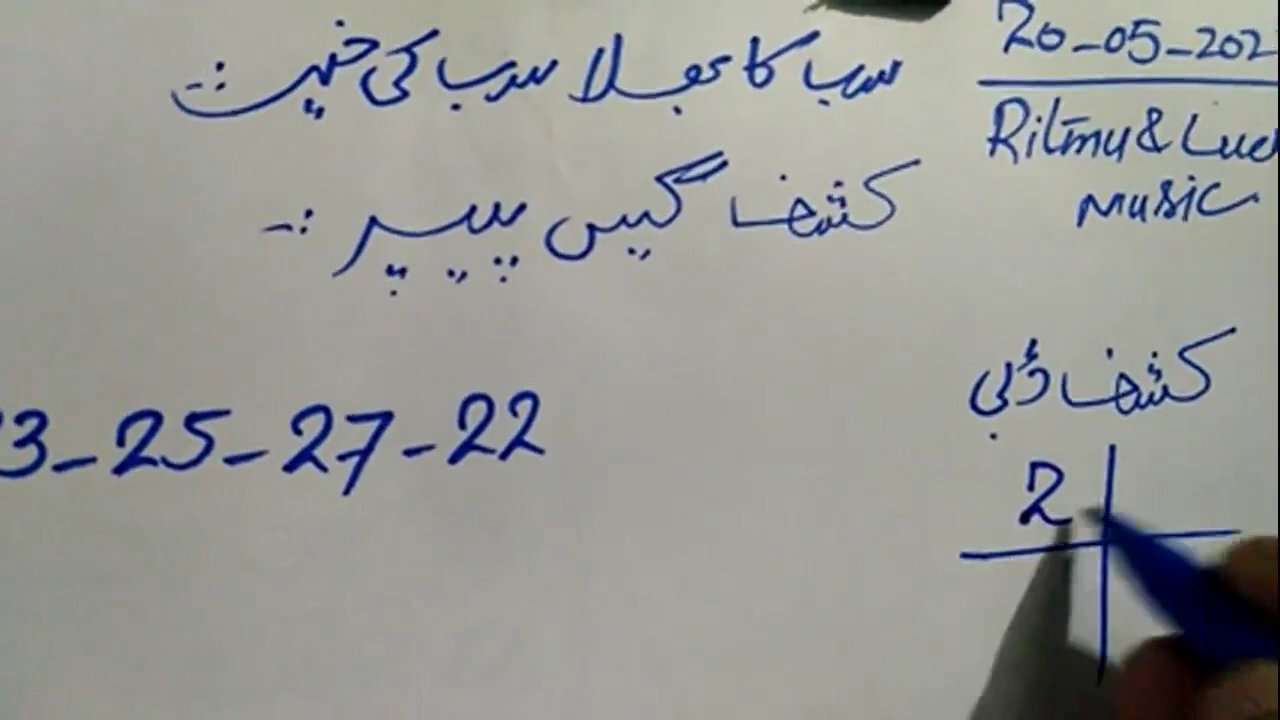 20-05-202
سب کا بھلا سب کی خیر :-
Ritmu & Luc
Music
کشف گیس پیپر :-
کشف ڈبی
3-25-27-22
2